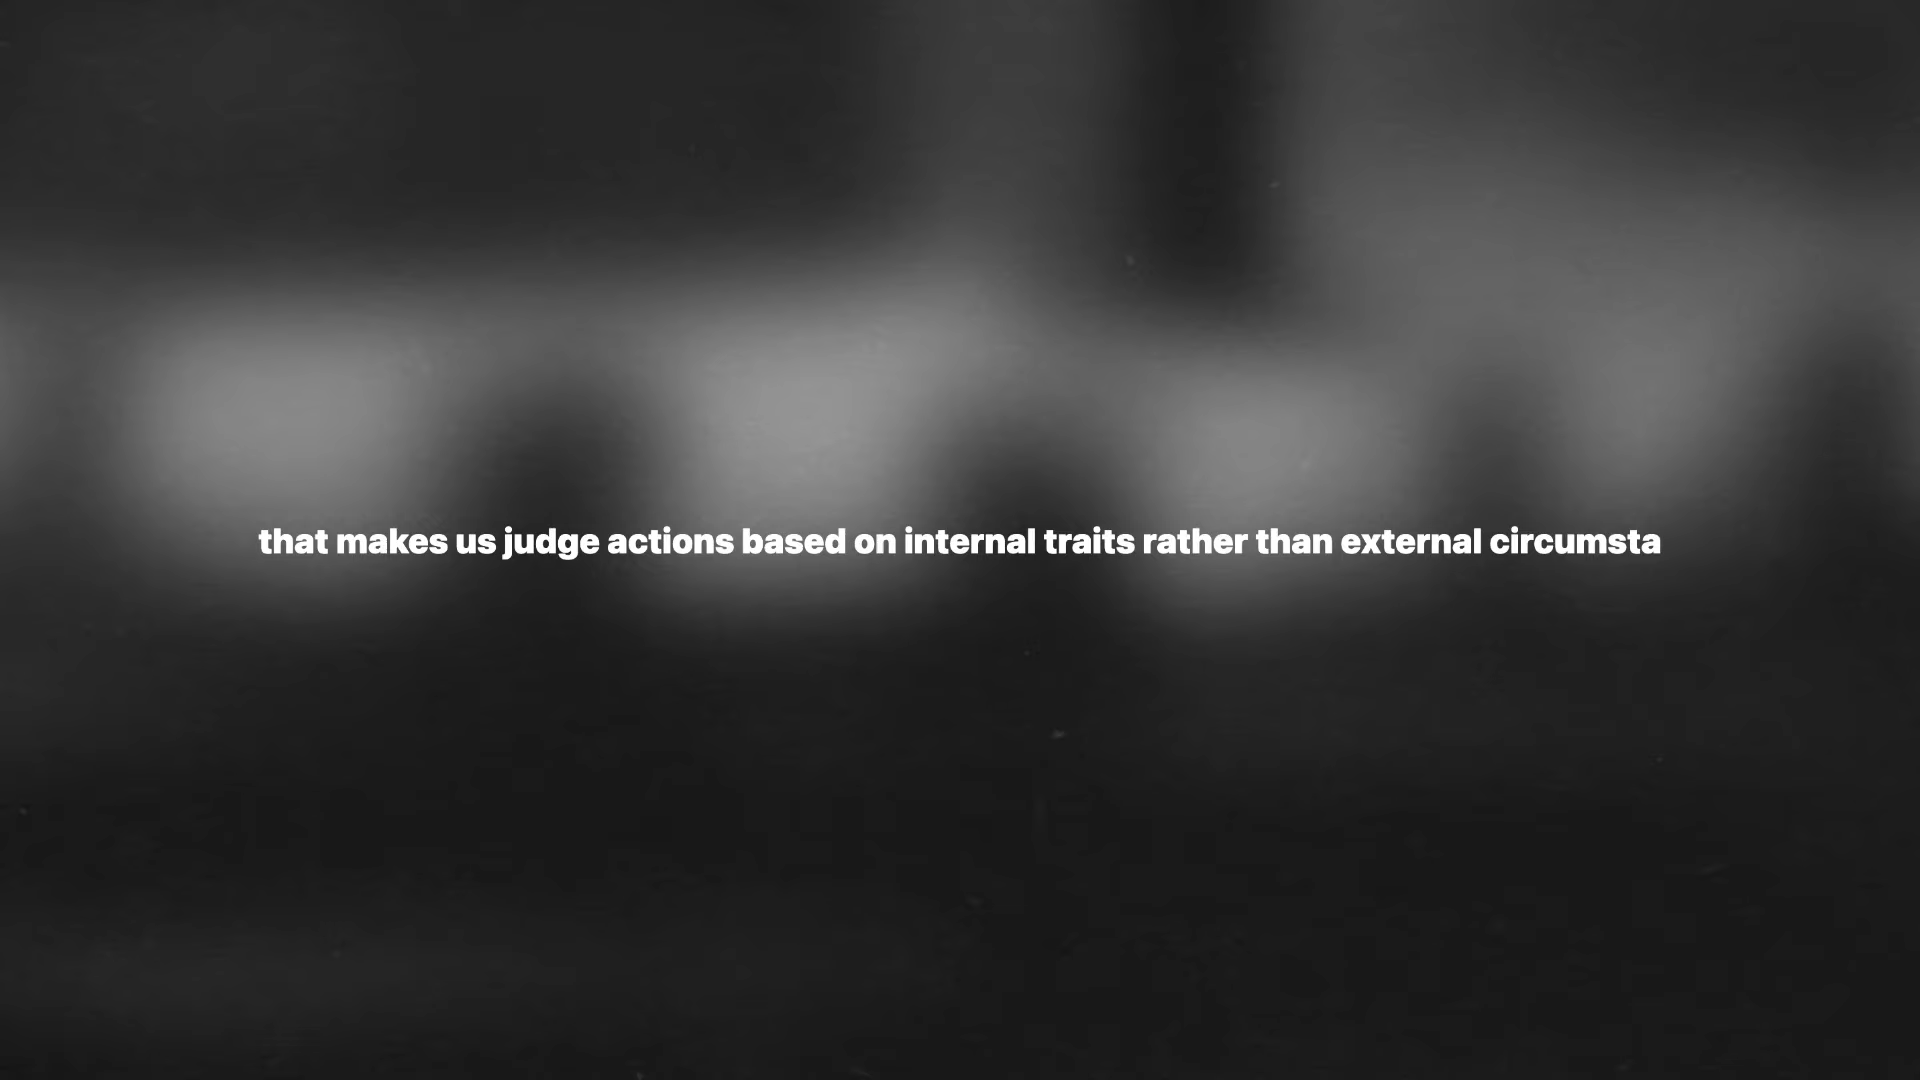 that makes us judge actions based on internal traits rather than external circumsta